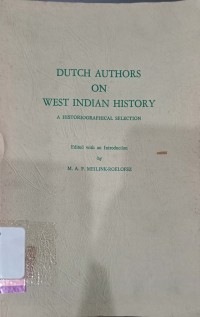 DUTCH AUTHORS
ON
WEST INDIAN HISTORY
A HISTORIOGRAPHICAL SELECTION
Edited with an Introduction
by
M. A. P. MEILINK-ROELOFSZ